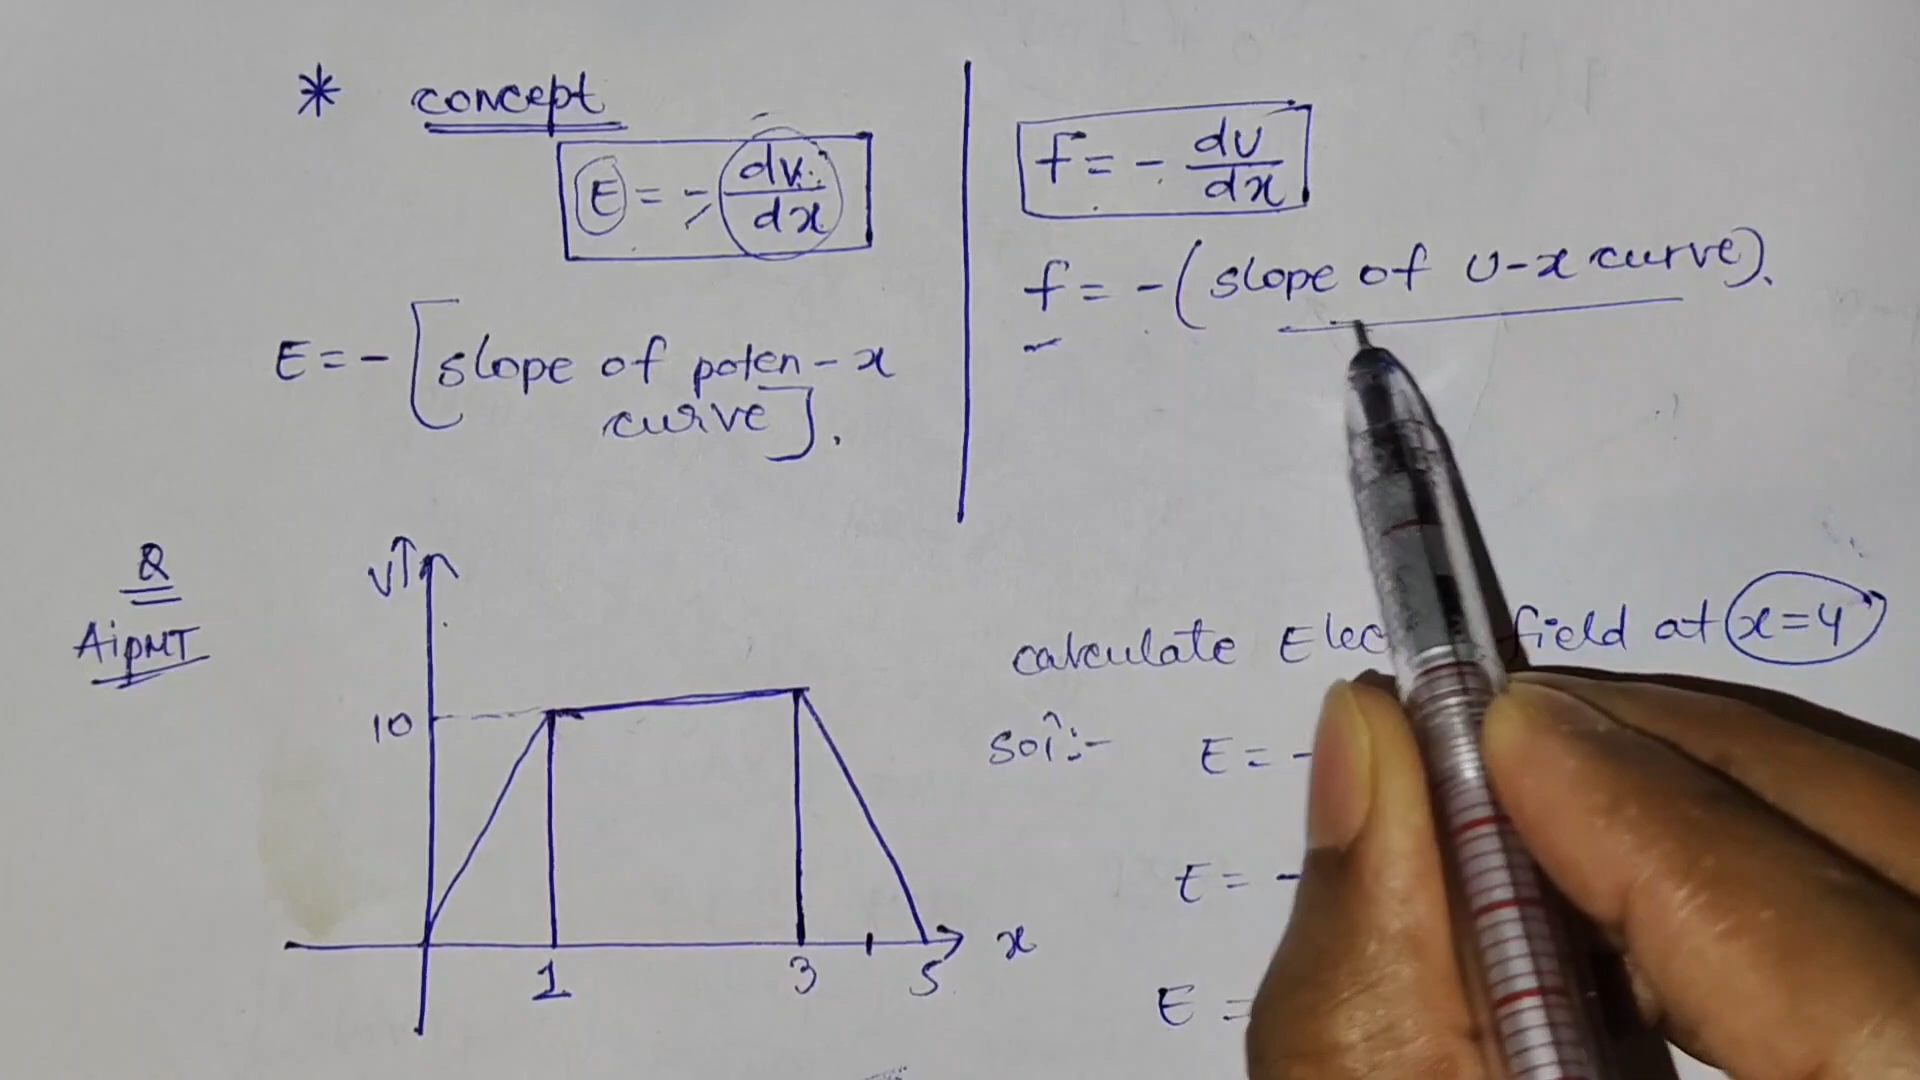 * concept
E = - dv/dx
E = - [slope of poten - x
curve].
f = - dU/dx
f = - (slope of U-x curve).
Q
AipMT
V↑
10
1 3 5 x
calculate field at x=4
Sol:-
E = -
E = -
E =